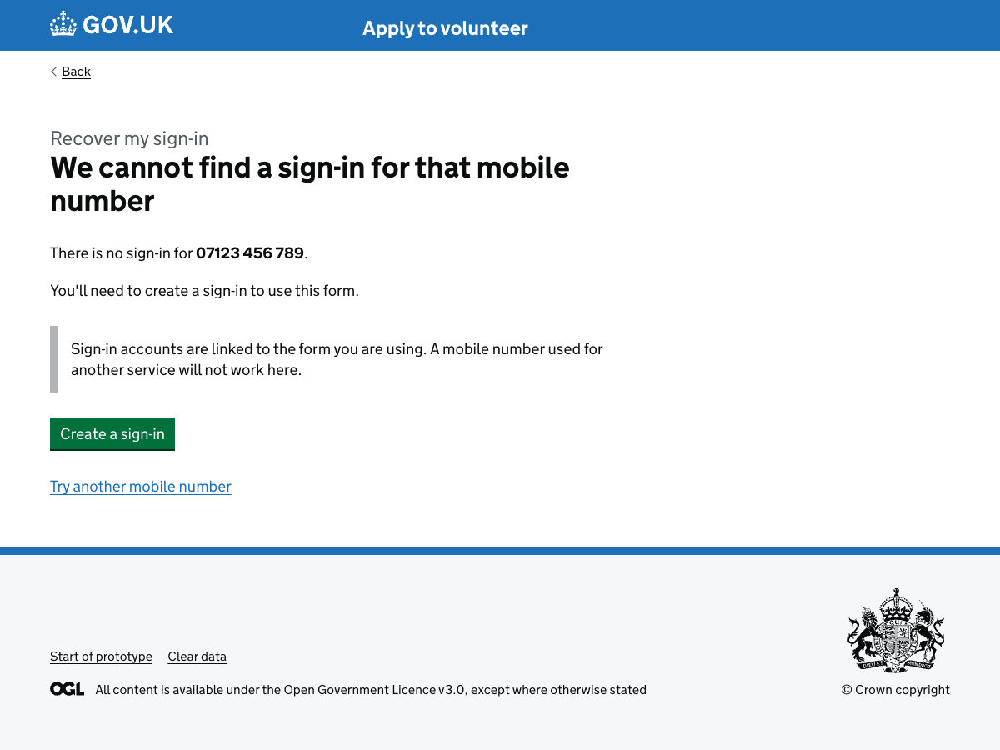 GOV.UK
Apply to volunteer
Back
Recover my sign-in
We cannot find a sign-in for that mobile
number
There is no sign-in for 07123 456 789.
You'll need to create a sign-in to use this form.
Sign-in accounts are linked to the form you are using. A mobile number used for
another service will not work here.
Create a sign-in
Try another mobile number
Start of prototype
Clear data
OGL All content is available under the Open Government Licence v3.0, except where otherwise stated
© Crown copyright